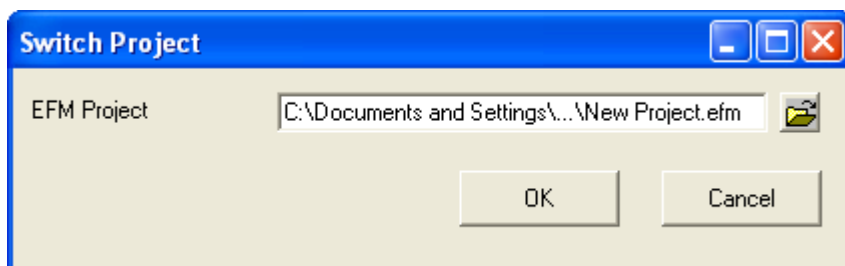 Switch Project
EFM Project C:\Documents and Settings\...\New Project.efm
OK Cancel